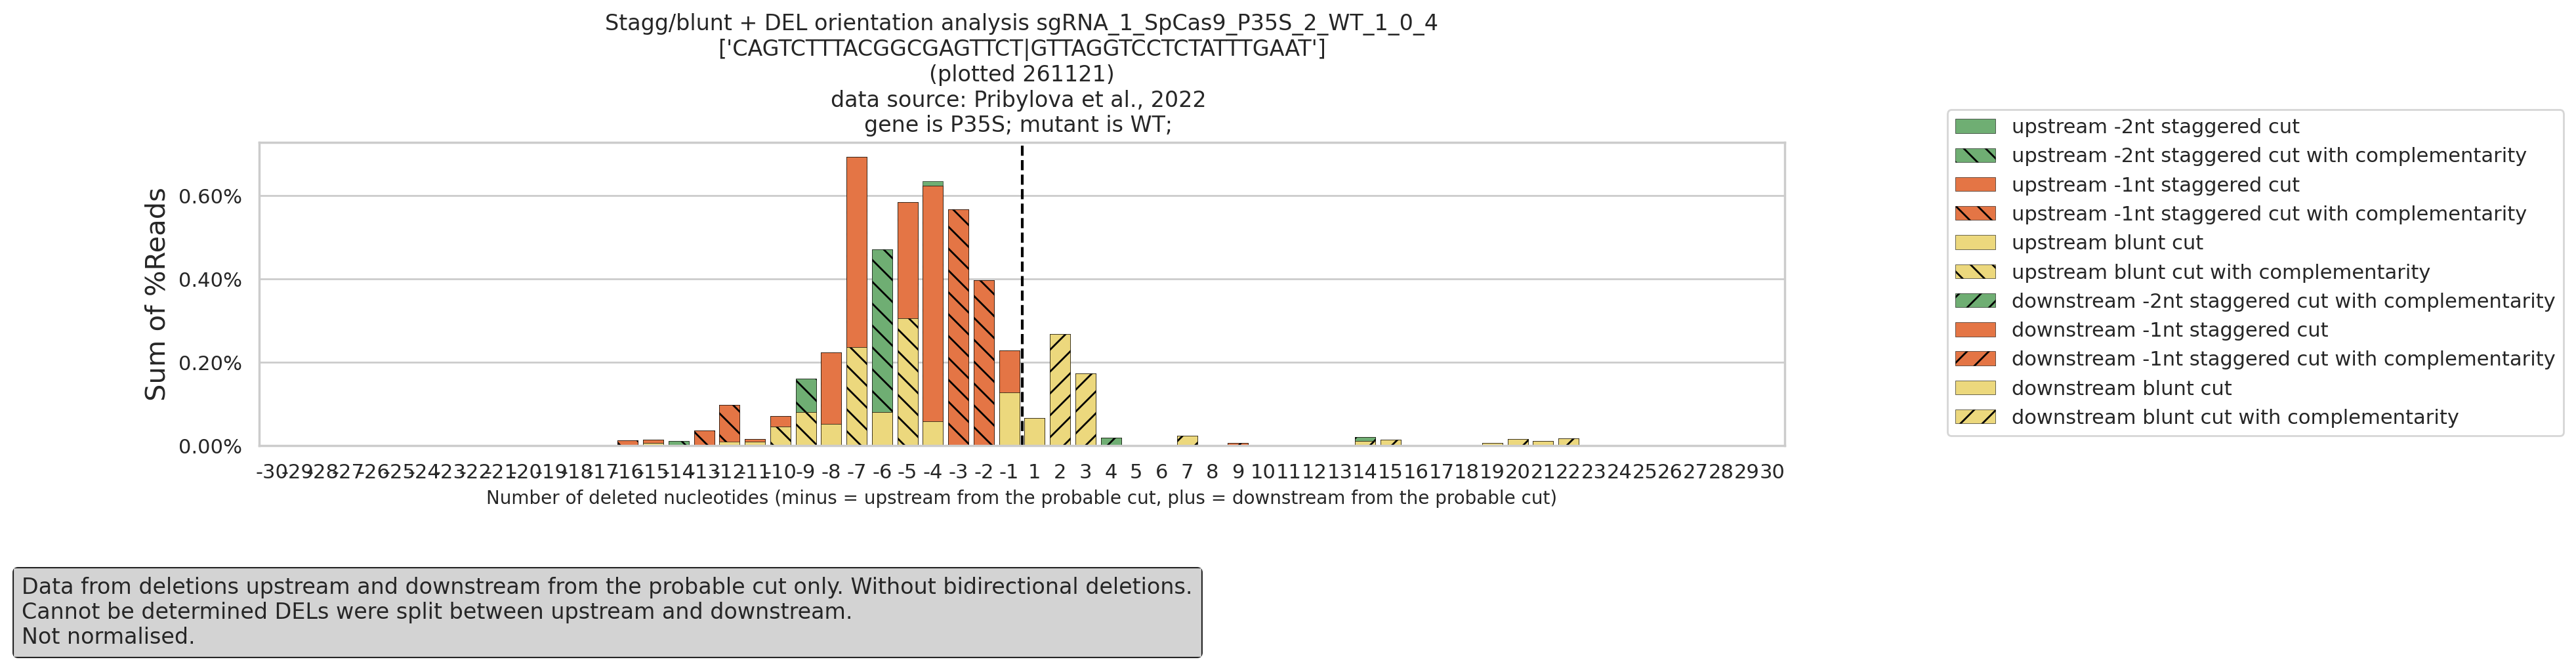 Stagg/blunt + DEL orientation analysis sgRNA_1_SpCas9_P35S_2_WT_1_0_4
['CAGTCTTTACGGCGAGTTCT|GTTAGGTCCTCTATTTGAAT']
(plotted 261121)
data source: Pribylova et al., 2022
gene is P35S; mutant is WT;
upstream -2nt staggered cut
upstream -2nt staggered cut with complementarity
upstream -1nt staggered cut
upstream -1nt staggered cut with complementarity
upstream blunt cut
upstream blunt cut with complementarity
downstream -2nt staggered cut with complementarity
downstream -1nt staggered cut
downstream -1nt staggered cut with complementarity
downstream blunt cut
downstream blunt cut with complementarity
Sum of %Reads
0.60%
0.40%
0.20%
0.00%
-30 -29 -28 -27 -26 -25 -24 -23 -22 -21 -20 -19 -18 -17 -16 -15 -14 -13 -12 -11 -10 -9 -8 -7 -6 -5 -4 -3 -2 -1 1 2 3 4 5 6 7 8 9 10 11 12 13 14 15 16 17 18 19 20 21 22 23 24 25 26 27 28 29 30
Number of deleted nucleotides (minus = upstream from the probable cut, plus = downstream from the probable cut)
Data from deletions upstream and downstream from the probable cut only. Without bidirectional deletions.
Cannot be determined DELs were split between upstream and downstream.
Not normalised.